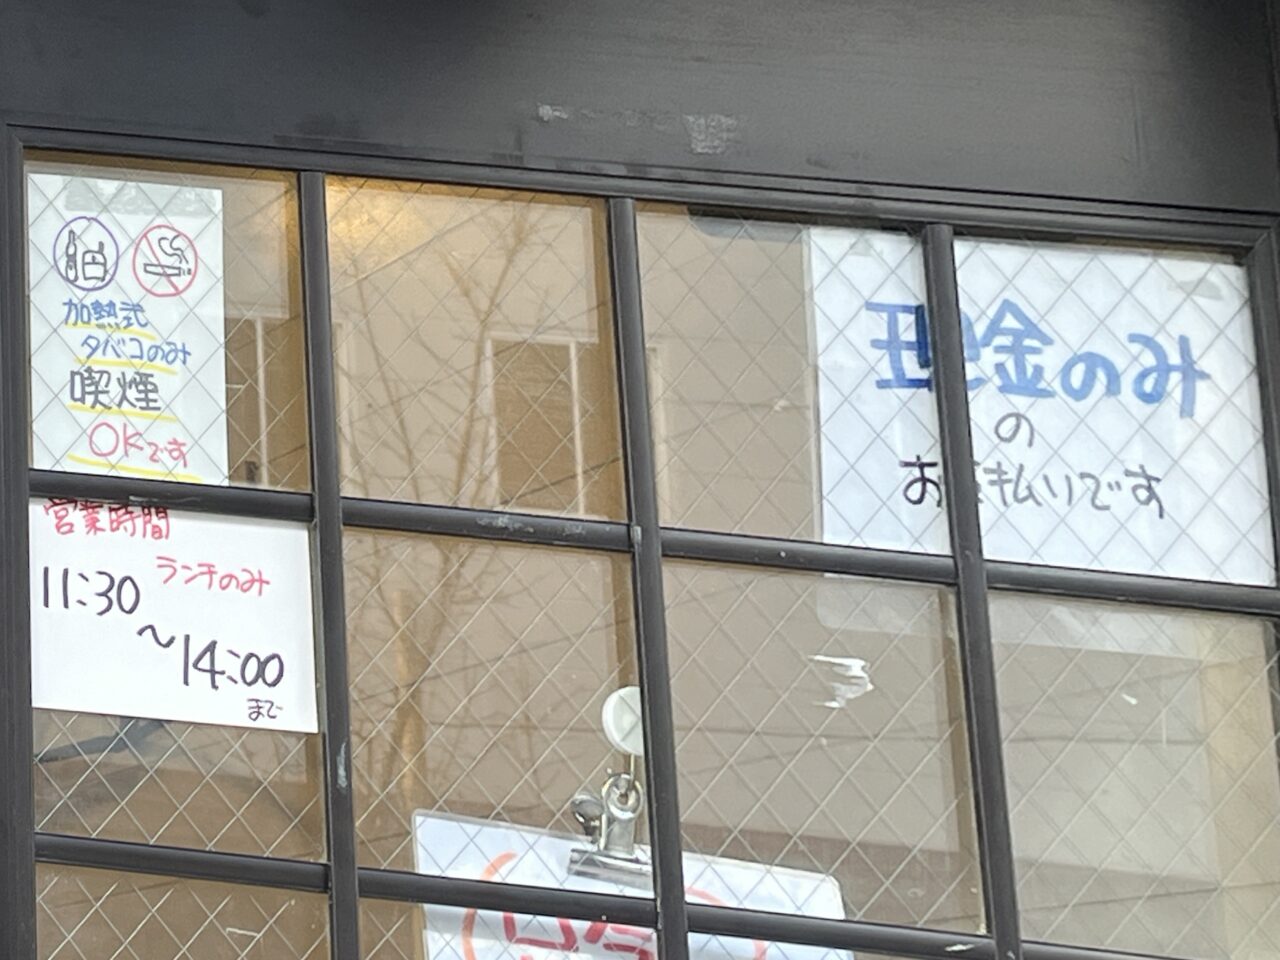 加熱式
タバコのみ
喫煙
OKです
営業時間
ランチのみ
11:30
～14:00
まで
現金のみ
の
お支払いです